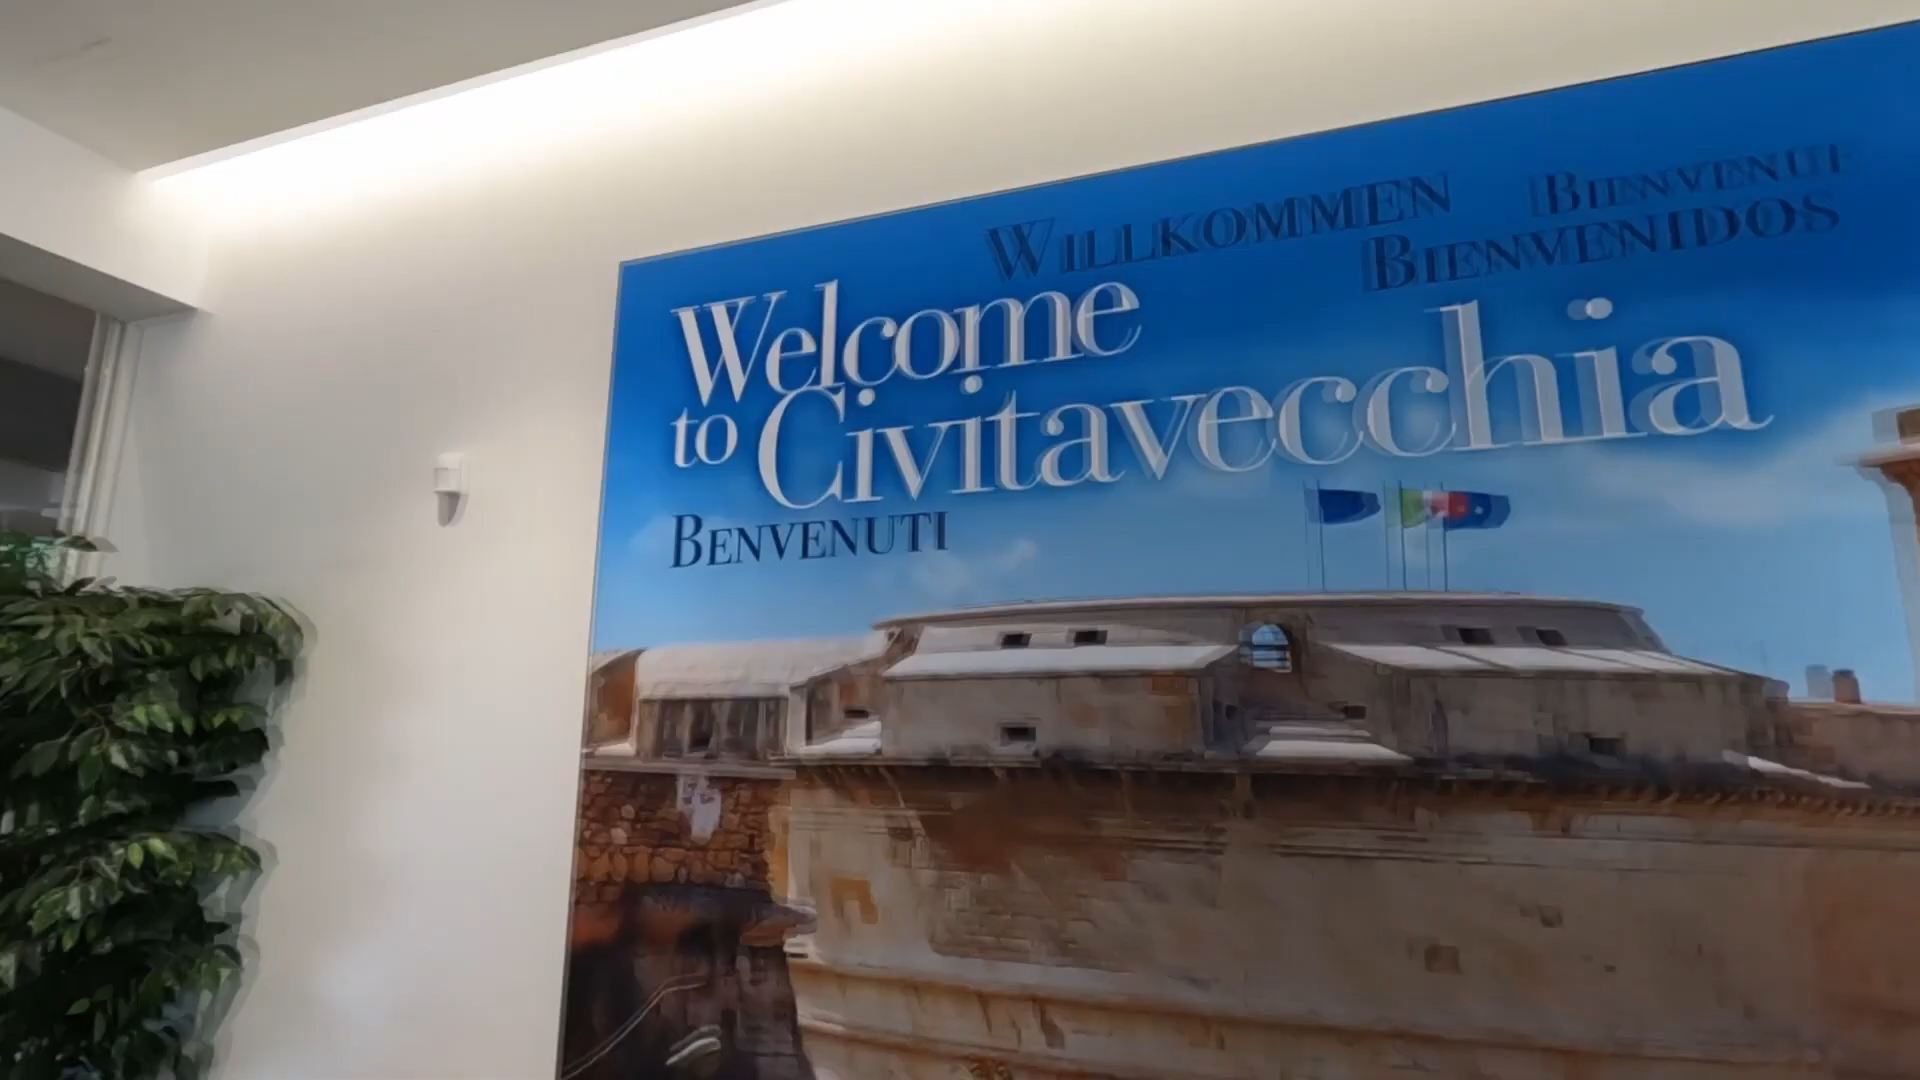 WILLKOMMEN BIENVENUE
BIENVENIDOS
Welcome
to Civitavecchia
BENVENUTI